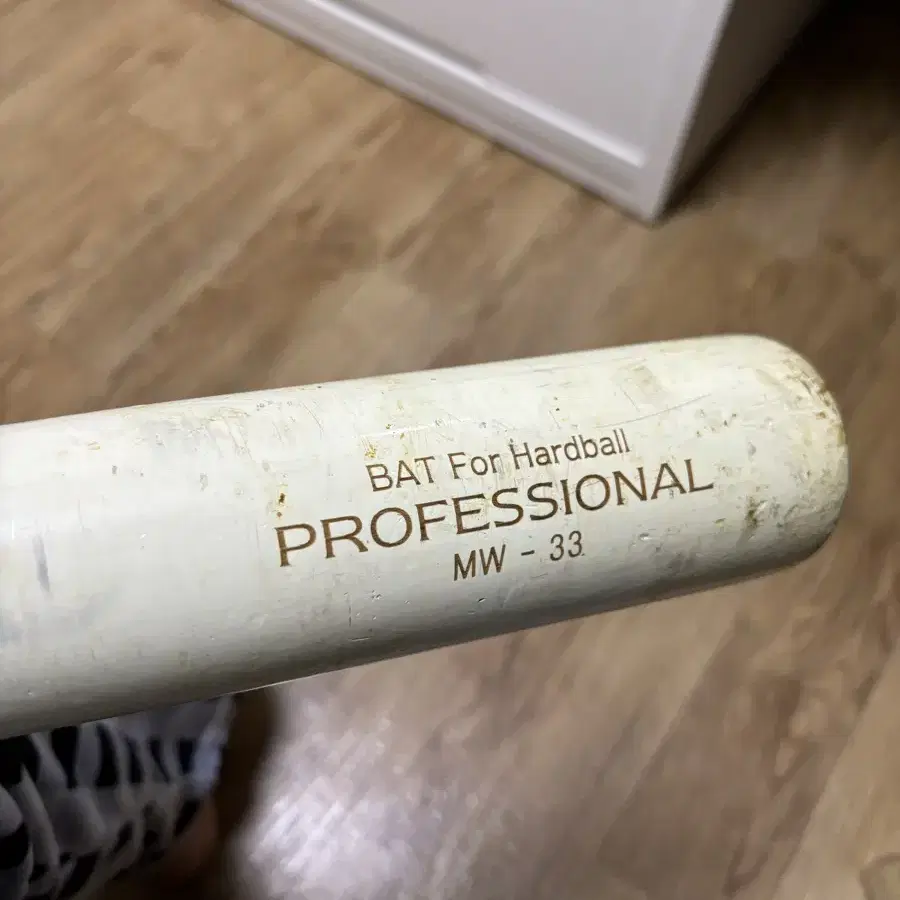 BAT For Hardball
PROFESSIONAL
MW - 33